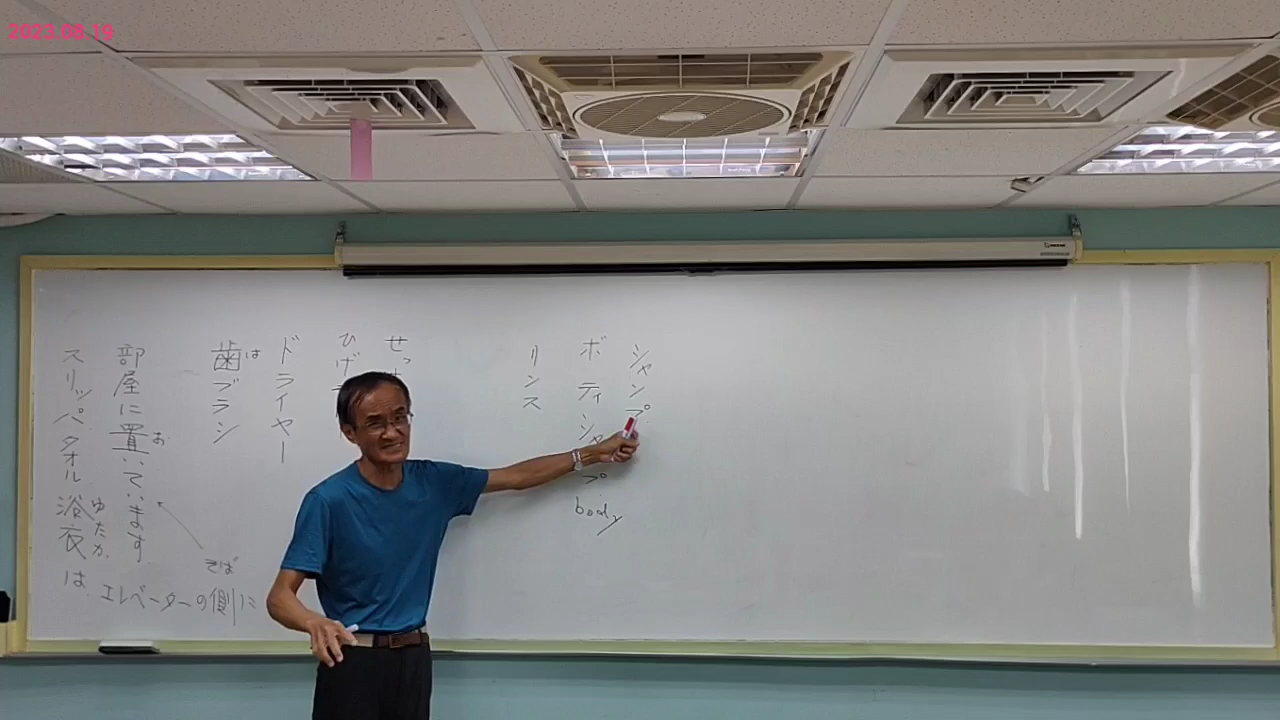 2023.08.19
シャンプ
ボディシャ
プ
body
リンス
せっ
ひげ
ドライヤー
歯ブラシ
は
部屋に置いています
お
そば
エレベーターの側に
スリッパ タオル 浴衣は
ゆたか